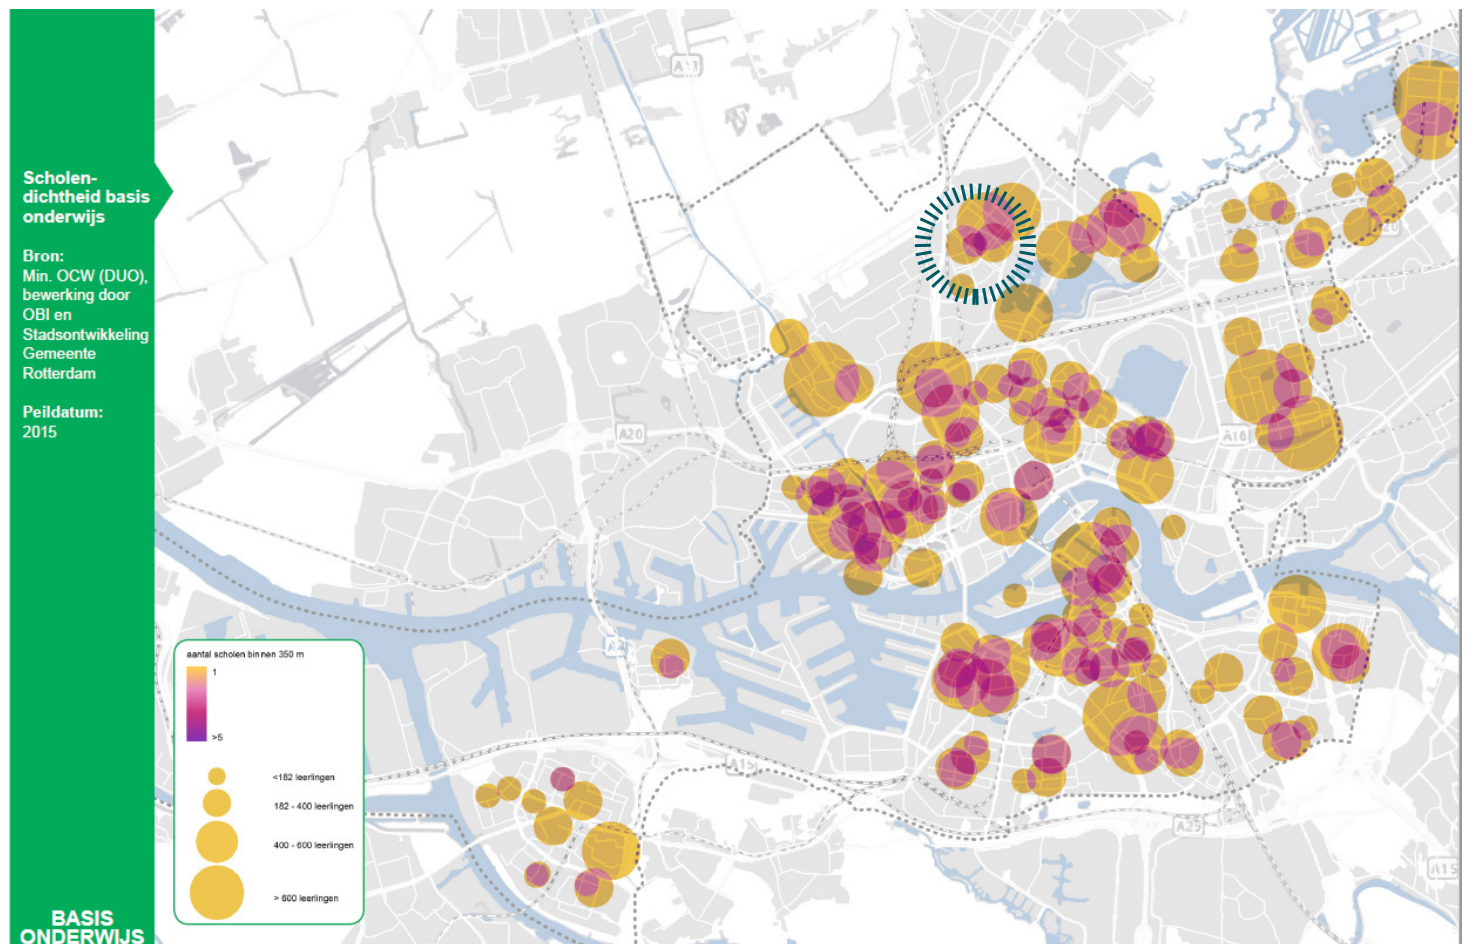 Scholen-
dichtheid basis
onderwijs
Bron:
Min. OCW (DUO),
bewerking door
OBI en
Stadsontwikkeling
Gemeente
Rotterdam
Peildatum:
2015
BASIS
ONDERWIJS
aantal scholen binnen 350 m
1
>5
<182 leerlingen
182 - 400 leerlingen
400 - 600 leerlingen
> 600 leerlingen
A13
A20
A20
A16
A15
A29
A15